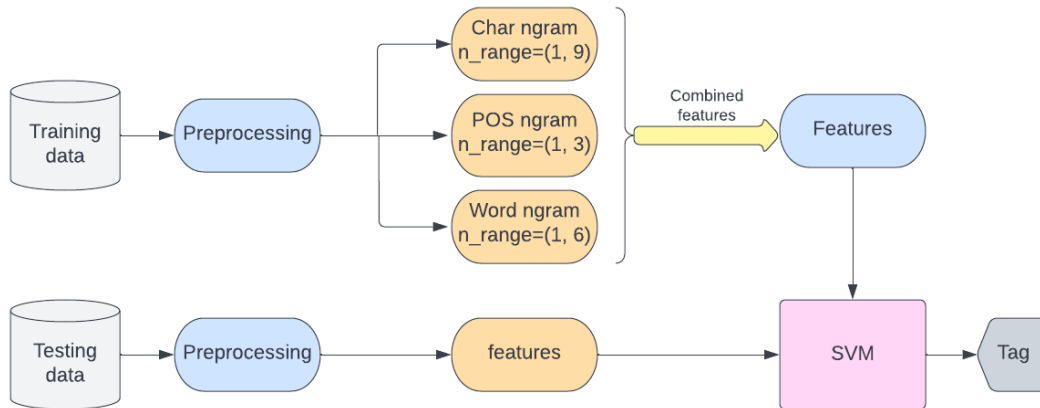 Char ngram
n_range=(1, 9)
Training
data
Preprocessing
POS ngram
n_range=(1, 3)
Combined
features
Features
Word ngram
n_range=(1, 6)
Testing
data
Preprocessing
features
SVM
Tag